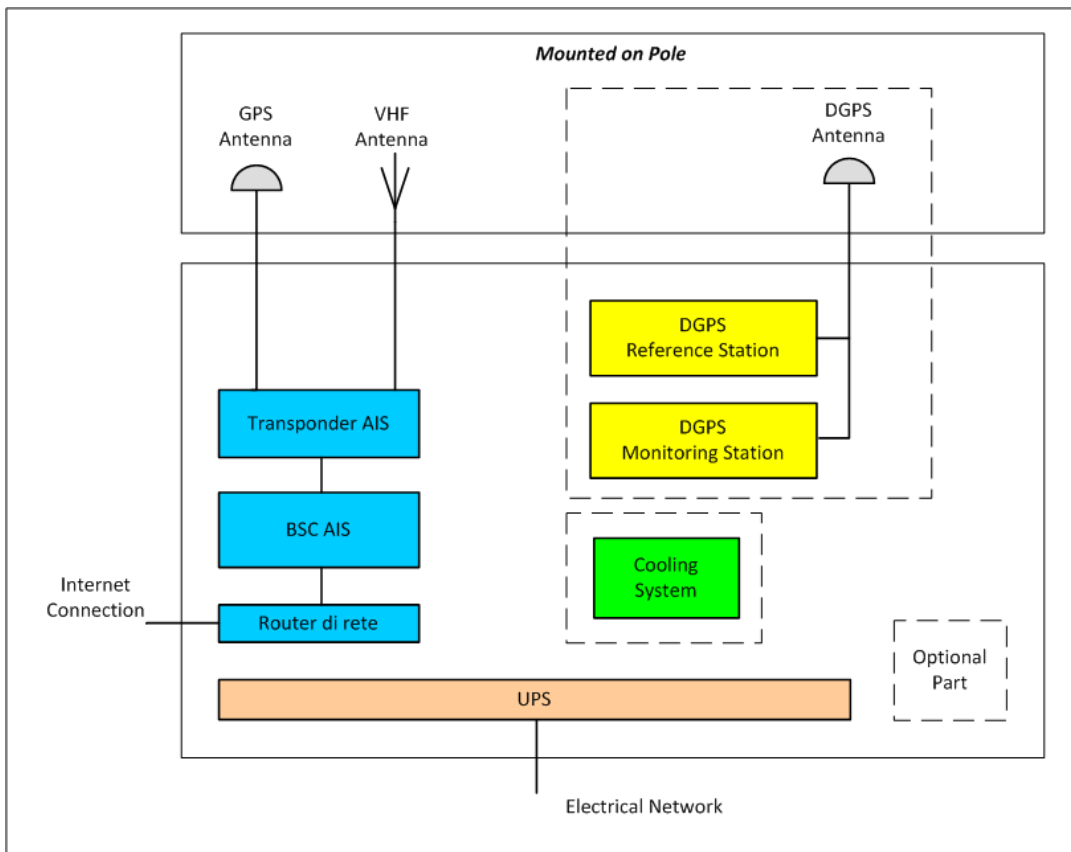 Mounted on Pole
GPS
Antenna
VHF
Antenna
DGPS
Antenna
DGPS
Reference Station
Transponder AIS
DGPS
Monitoring Station
BSC AIS
Cooling
System
Internet
Connection
Router di rete
Optional
Part
UPS
Electrical Network